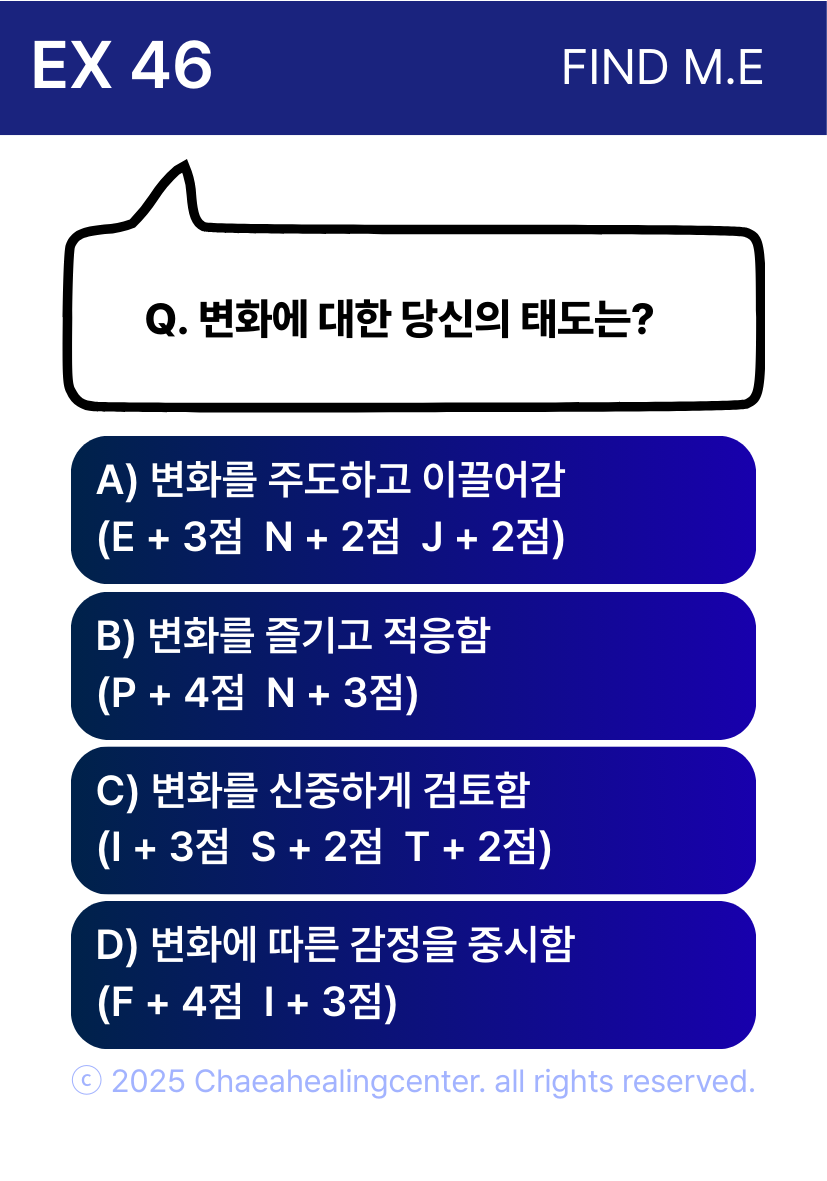 EX 46
FIND M.E
Q. 변화에 대한 당신의 태도는?
A) 변화를 주도하고 이끌어감
(E + 3점 N + 2점 J + 2점)
B) 변화를 즐기고 적응함
(P + 4점 N + 3점)
C) 변화를 신중하게 검토함
(I + 3점 S + 2점 T + 2점)
D) 변화에 따른 감정을 중시함
(F + 4점 I + 3점)
ⓒ 2025 Chaeahealingcenter. all rights reserved.